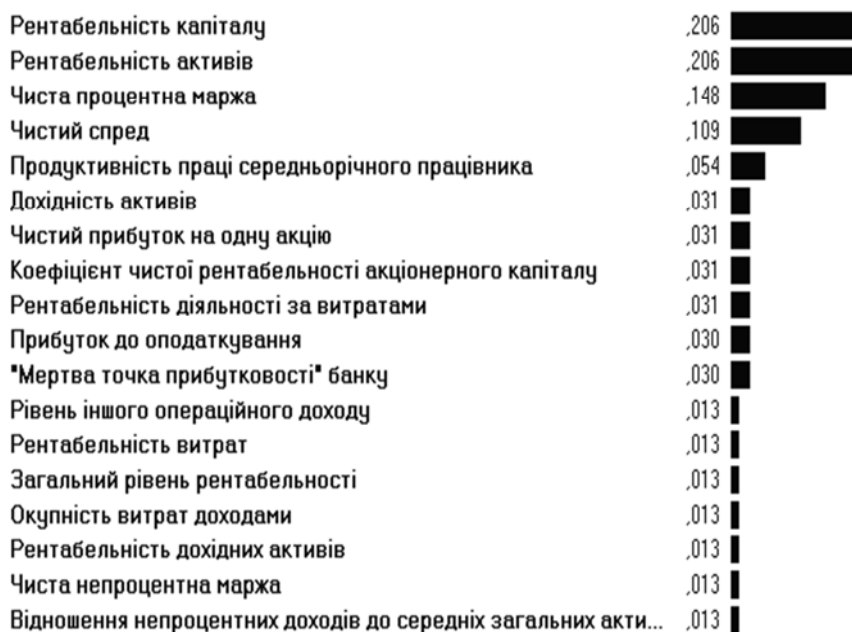 Рентабельність капіталу ,206
Рентабельність активів ,206
Чиста процентна маржа ,148
Чистий спред ,109
Продуктивність праці середньорічного працівника ,054
Дохідність активів ,031
Чистий прибуток на одну акцію ,031
Коефіцієнт чистої рентабельності акціонерного капіталу ,031
Рентабельність діяльності за витратами ,031
Прибуток до оподаткування ,030
"Мертва точка прибутковості" банку ,030
Рівень іншого операційного доходу ,013
Рентабельність витрат ,013
Загальний рівень рентабельності ,013
Окупність витрат доходами ,013
Рентабельність дохідних активів ,013
Чиста непроцентна маржа ,013
Відношення непроцентних доходів до середніх загальних акти... ,013